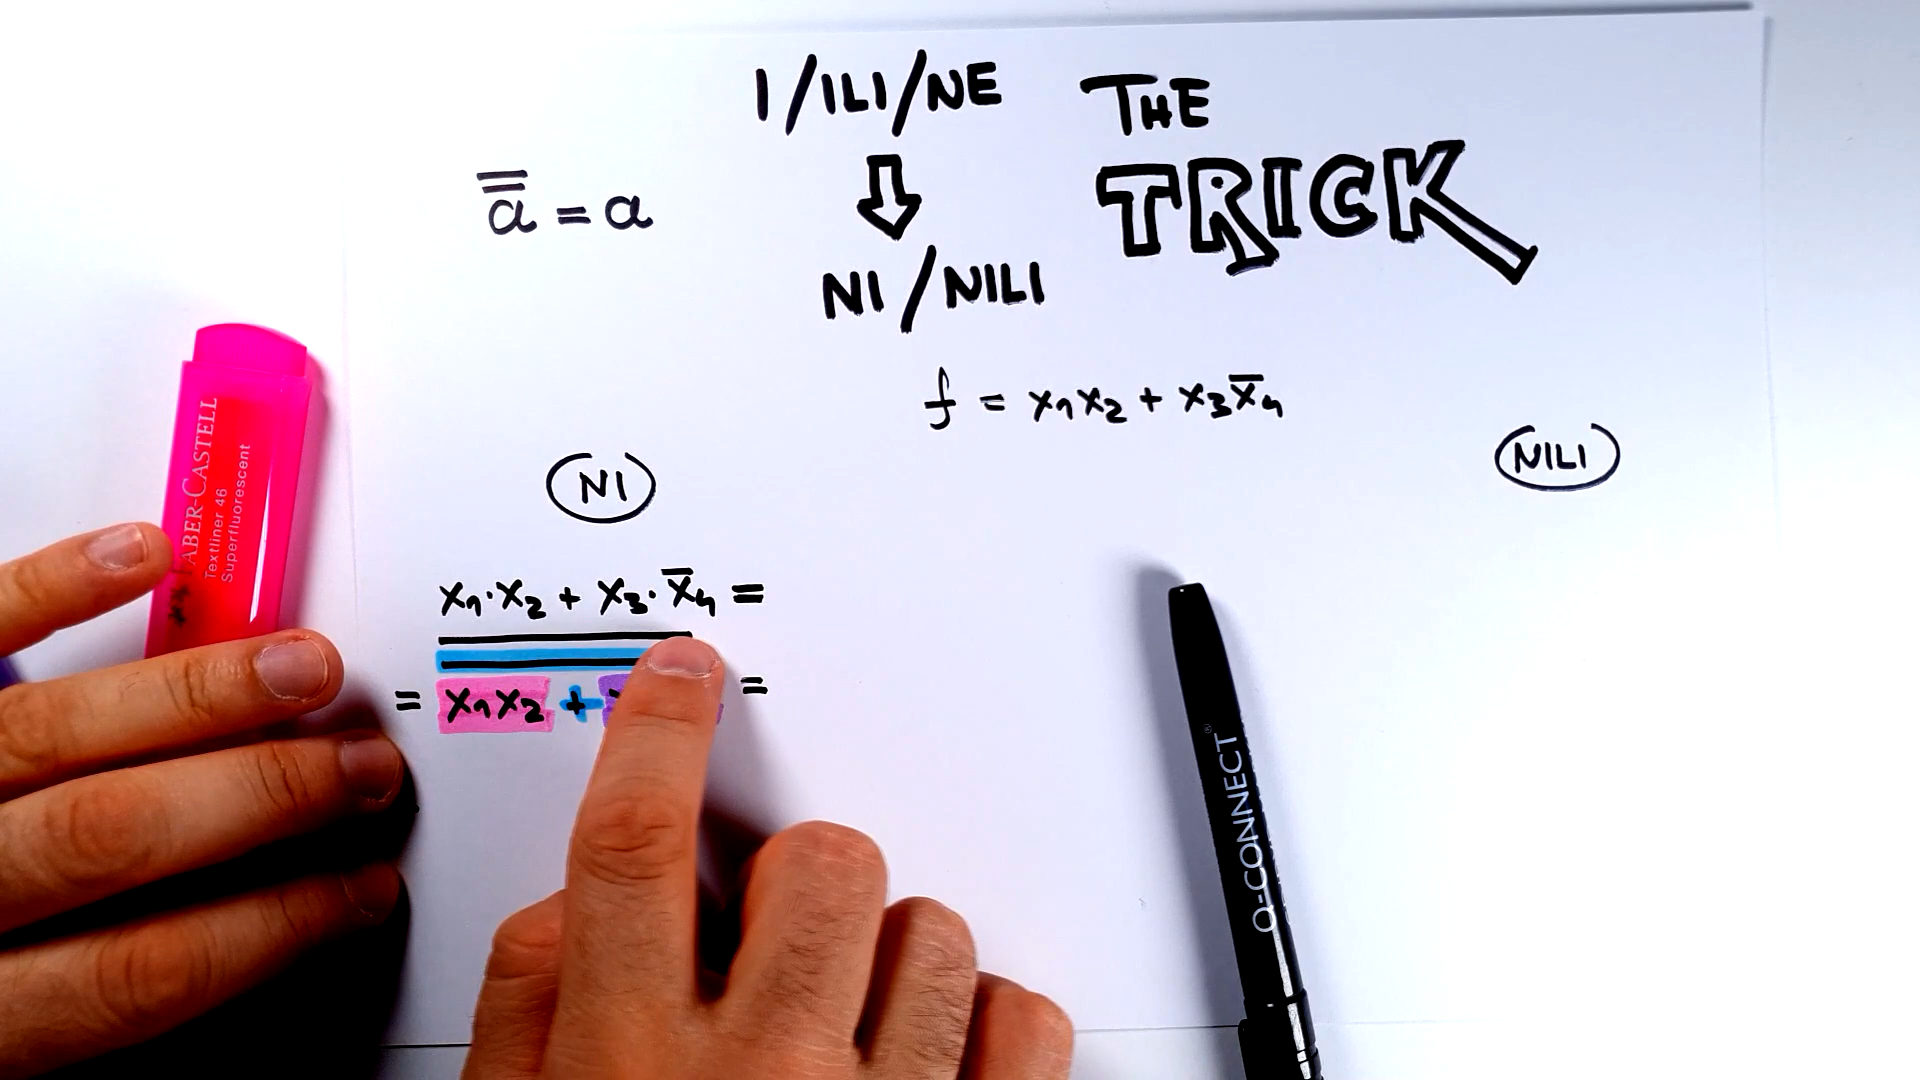 I/ILI/NE
THE
TRICK
a̿ = a
NI/NILI
f = x₁x₂ + x₃x̅₄
NI
NILI
x₁·x₂ + x₃·x̅₄ =
= x₁x₂ + =
FABER-CASTELL
Textliner 46
Superfluorescent
Q-CONNECT